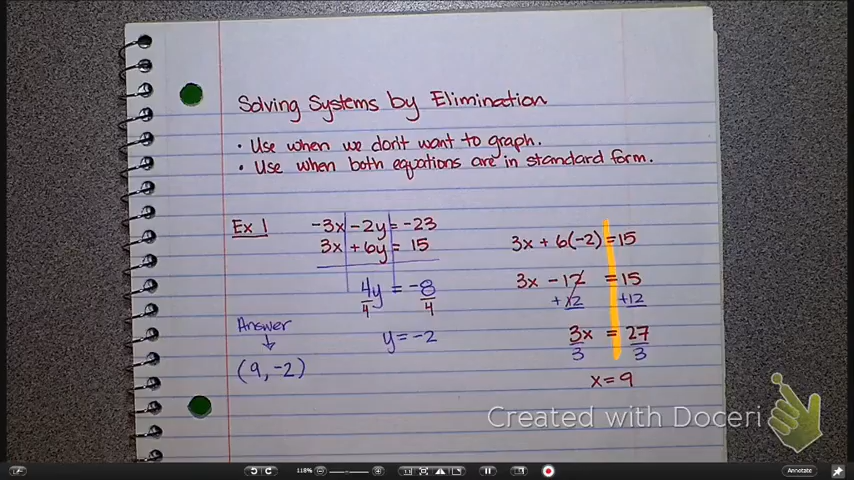 Solving Systems by Elimination
• Use when we don't want to graph.
• Use when both equations are in standard form.
Ex 1
-3x - 2y = -23
3x + 6y = 15
4y = -8
4 4
y = -2
Answer
(9, -2)
3x + 6(-2) = 15
3x - 12 = 15
+12 +12
3x = 27
3 3
x = 9
Created with Doceri
118%
1:1
Annotate